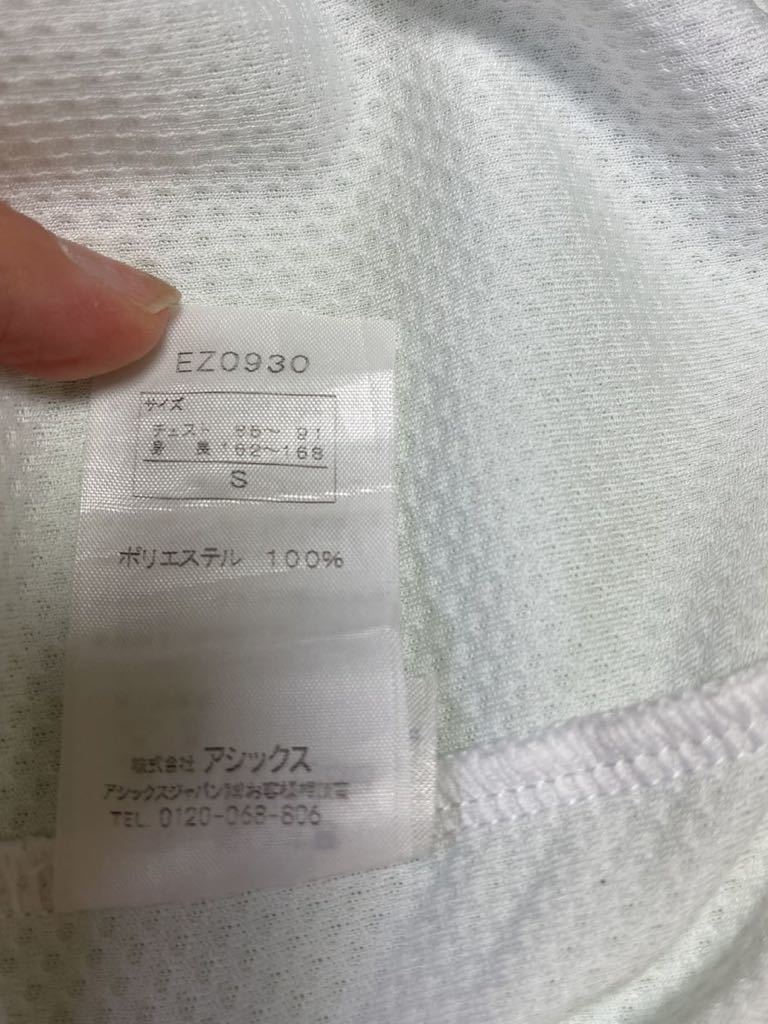 EZ0930
サイズ
チェスト 85〜 91
身 長 162〜168
S
ポリエステル 100%
株式会社 アシックス
アシックスジャパン㈱お客様相談室
TEL. 0120-068-806